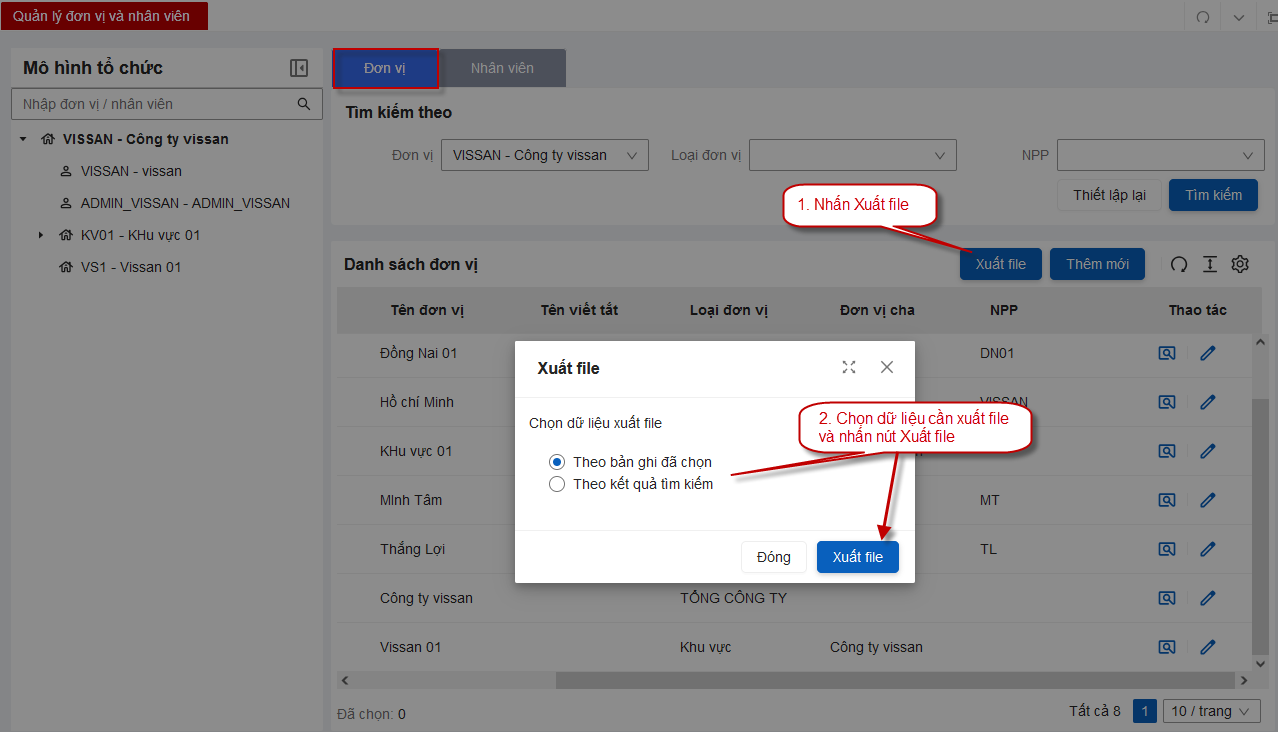 Quản lý đơn vị và nhân viên
Mô hình tổ chức
Nhập đơn vị / nhân viên
VISSAN - Công ty vissan
VISSAN - vissan
ADMIN_VISSAN - ADMIN_VISSAN
KV01 - KHu vực 01
VS1 - Vissan 01
Đơn vị
Nhân viên
Tìm kiếm theo
Đơn vị
VISSAN - Công ty vissan
Loại đơn vị
NPP
Thiết lập lại
Tìm kiếm
1. Nhấn Xuất file
Danh sách đơn vị
Xuất file
Thêm mới
Tên đơn vị
Tên viết tắt
Loại đơn vị
Đơn vị cha
NPP
Thao tác
Đồng Nai 01
DN01
Hồ chí Minh
VISSAN
KHu vực 01
MInh Tâm
MT
Thắng Lợi
TL
Công ty vissan
TỔNG CÔNG TY
Vissan 01
Khu vực
Công ty vissan
Xuất file
Chọn dữ liệu xuất file
Theo bản ghi đã chọn
Theo kết quả tìm kiếm
2. Chọn dữ liệu cần xuất file
và nhấn nút Xuất file
Đóng
Xuất file
Đã chọn: 0
Tất cả 8
1
10 / trang